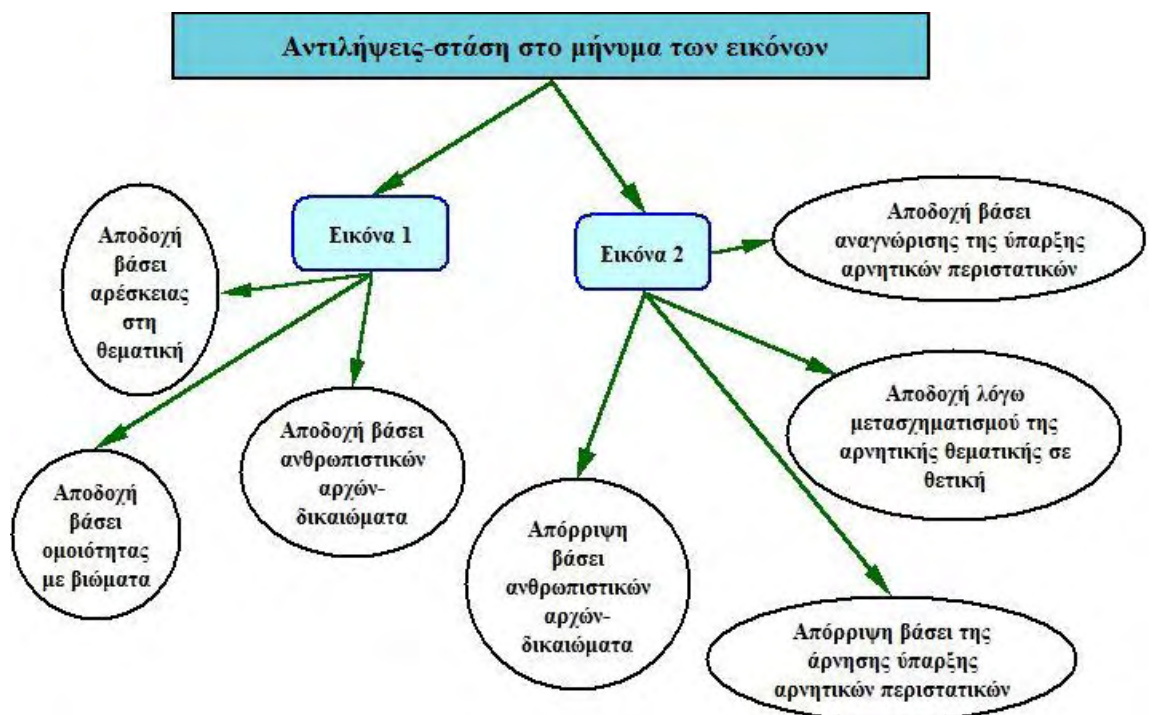 Αντιλήψεις-στάση στο μήνυμα των εικόνων
Εικόνα 1
Αποδοχή
βάσει
αρέσκειας
στη
θεματική
Αποδοχή
βάσει
ομοιότητας
με βιώματα
Αποδοχή βάσει
ανθρωπιστικών
αρχών-
δικαιώματα
Εικόνα 2
Αποδοχή βάσει
αναγνώρισης της ύπαρξης
αρνητικών περιστατικών
Αποδοχή λόγω
μετασχηματισμού της
αρνητικής θεματικής σε
θετική
Απόρριψη
βάσει
ανθρωπιστικών
αρχών-
δικαιώματα
Απόρριψη βάσει της
άρνησης ύπαρξης
αρνητικών περιστατικών